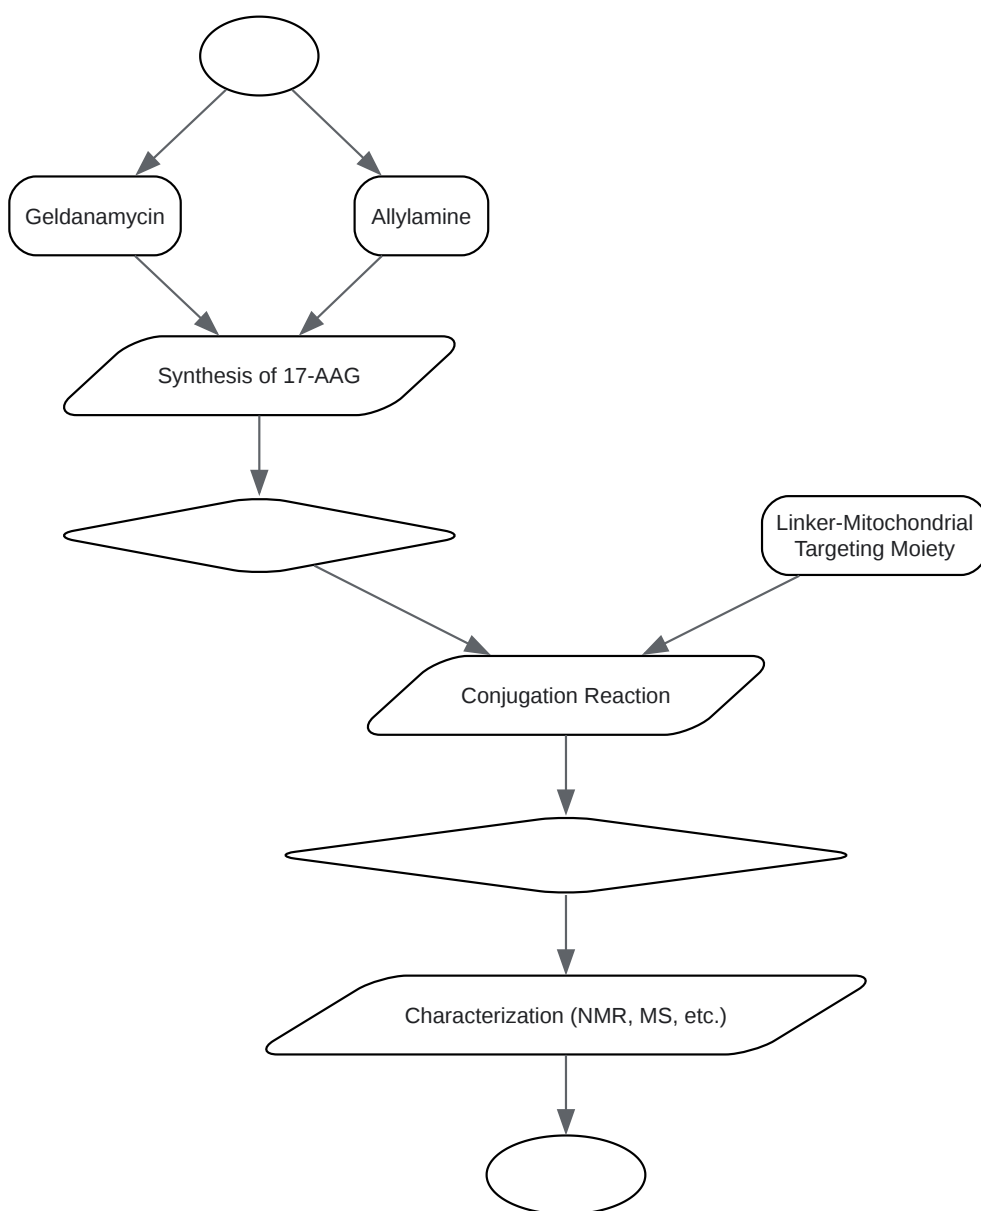 Geldanamycin
Allylamine
Synthesis of 17-AAG
Linker-Mitochondrial
Targeting Moiety
Conjugation Reaction
Characterization (NMR, MS, etc.)